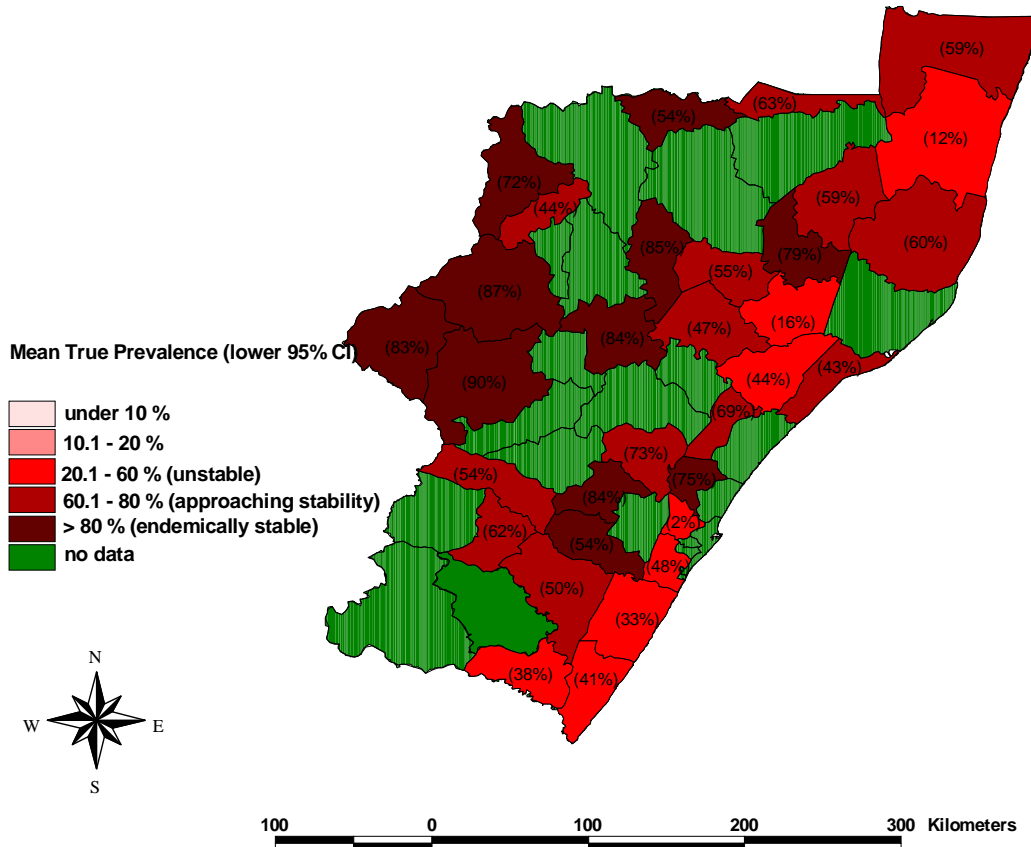 (59%)
(63%)
(54%)
(12%)
(72%)
(59%)
(44%)
(60%)
(85%)
(79%)
(55%)
(87%)
(16%)
(47%)
(84%)
(83%)
Mean True Prevalence (lower 95% CI)
(43%)
(44%)
(90%)
under 10 %
(69%)
10.1 - 20 %
(73%)
20.1 - 60 % (unstable)
(54%)
(75%)
60.1 - 80 % (approaching stability)
(84%)
> 80 % (endemically stable)
(2%)
(62%)
(54%)
no data
(48%)
(50%)
(33%)
(38%)
(41%)
N
W E
S
100 0 100 200 300 Kilometers